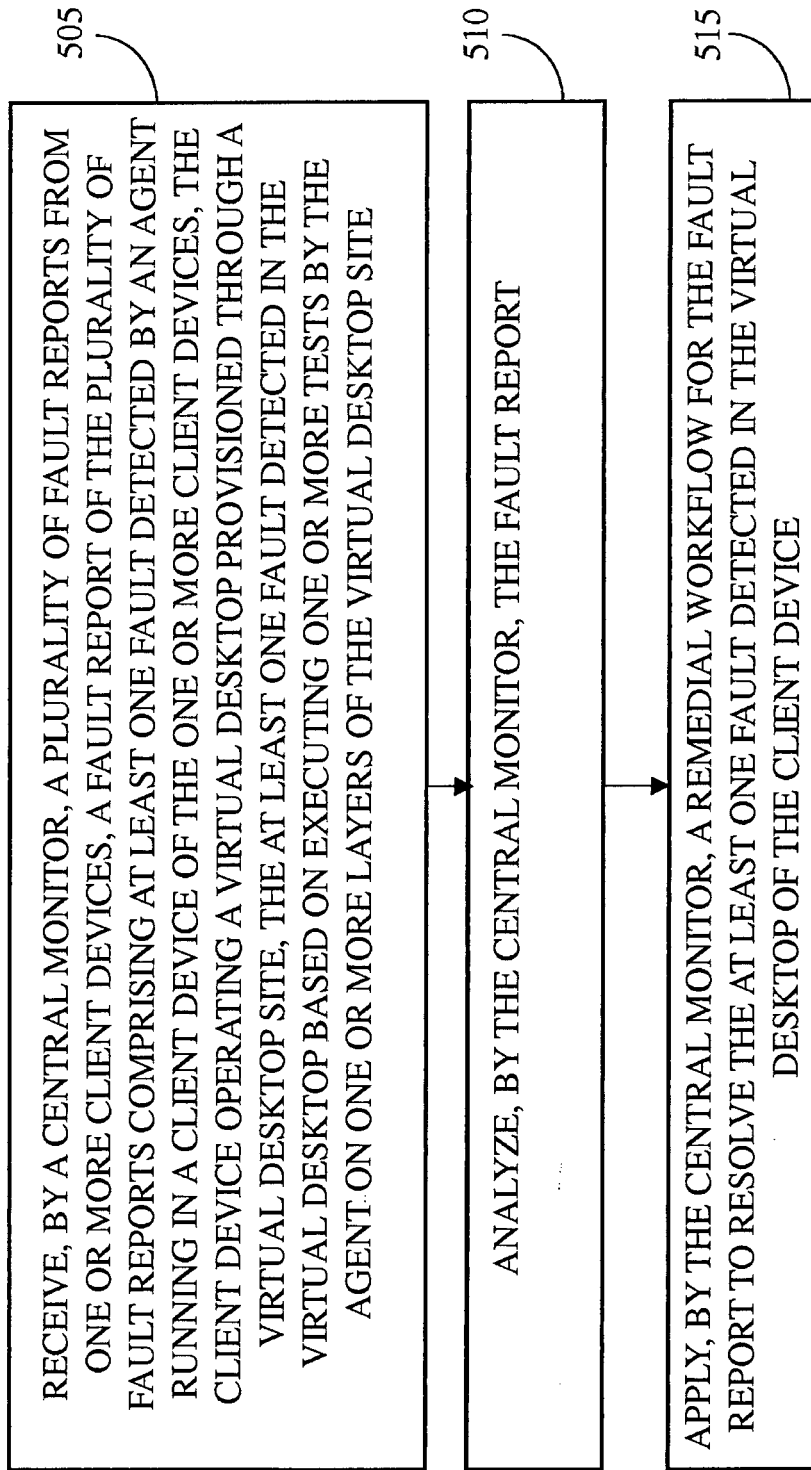 RECEIVE, BY A CENTRAL MONITOR, A PLURALITY OF FAULT REPORTS FROM
ONE OR MORE CLIENT DEVICES, A FAULT REPORT OF THE PLURALITY OF
FAULT REPORTS COMPRISING AT LEAST ONE FAULT DETECTED BY AN AGENT
RUNNING IN A CLIENT DEVICE OF THE ONE OR MORE CLIENT DEVICES, THE
CLIENT DEVICE OPERATING A VIRTUAL DESKTOP PROVISIONED THROUGH A
VIRTUAL DESKTOP SITE, THE AT LEAST ONE FAULT DETECTED IN THE
VIRTUAL DESKTOP BASED ON EXECUTING ONE OR MORE TESTS BY THE
AGENT ON ONE OR MORE LAYERS OF THE VIRTUAL DESKTOP SITE
505
ANALYZE, BY THE CENTRAL MONITOR, THE FAULT REPORT
510
APPLY, BY THE CENTRAL MONITOR, A REMEDIAL WORKFLOW FOR THE FAULT
REPORT TO RESOLVE THE AT LEAST ONE FAULT DETECTED IN THE VIRTUAL
DESKTOP OF THE CLIENT DEVICE
515